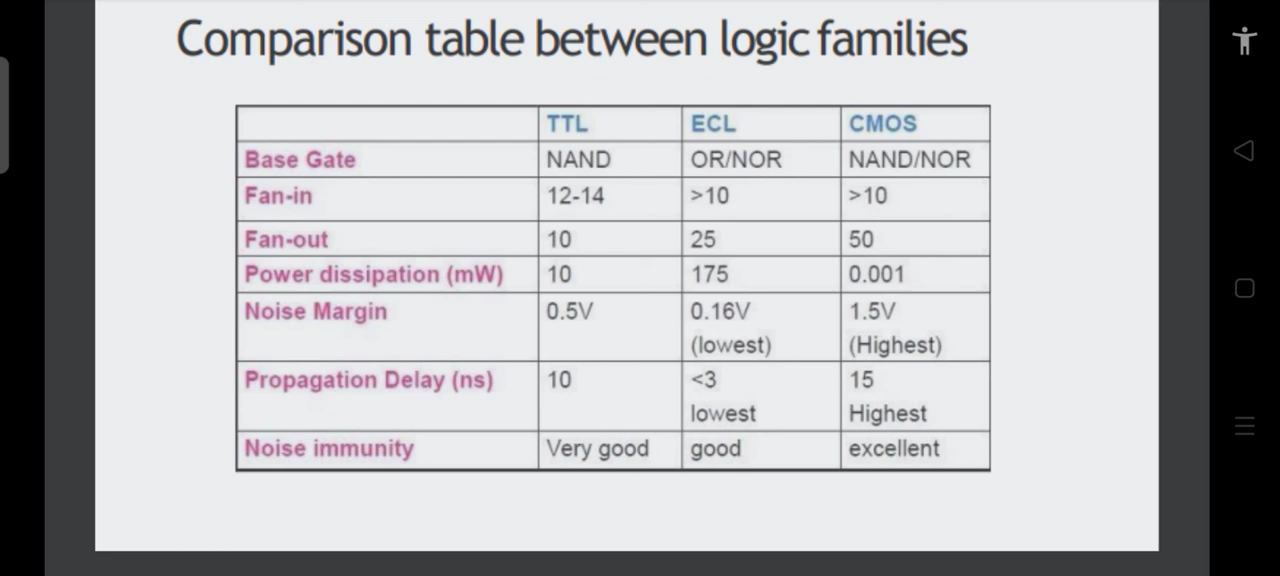 Comparison table between logic families
TTL ECL CMOS
Base Gate NAND OR/NOR NAND/NOR
Fan-in 12-14 >10 >10
Fan-out 10 25 50
Power dissipation (mW) 10 175 0.001
Noise Margin 0.5V 0.16V 1.5V
(lowest) (Highest)
Propagation Delay (ns) 10 <3 15
lowest Highest
Noise immunity Very good good excellent